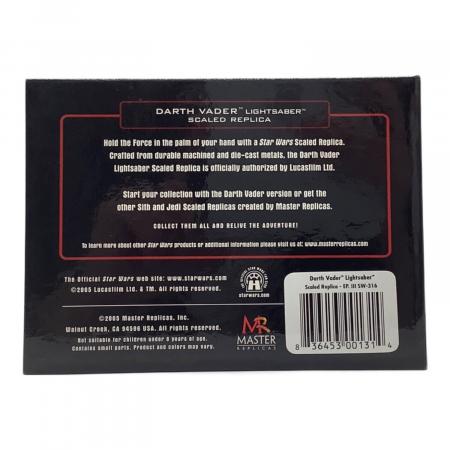 DARTH VADER™ LIGHTSABER™
SCALED REPLICA
Hold the Force in the palm of your hand with a Star Wars Scaled Replica.
Crafted from durable machined and die-cast metals, the Darth Vader
Lightsaber Scaled Replica is officially authorized by Lucasfilm Ltd.
Start your collection with the Darth Vader version or get the
other Sith and Jedi Scaled Replicas created by Master Replicas.
COLLECT THEM ALL AND RELIVE THE ADVENTURE!
To learn more about other Star Wars products or additional information please visit us at: www.masterreplicas.com
The Official Star Wars web site: www.starwars.com
©2005 Lucasfilm Ltd. & TM. All rights reserved.
starwars.com
©2005 Master Replicas, Inc.
Walnut Creek, CA 94596 USA. All rights reserved.
Not suitable for children under 8 years of age.
Contains small parts. Product and colors may vary.
MR
MASTER
REPLICAS
Darth Vader™ Lightsaber™
Scaled Replica - EP. III SW-316
8 36453 00131 4